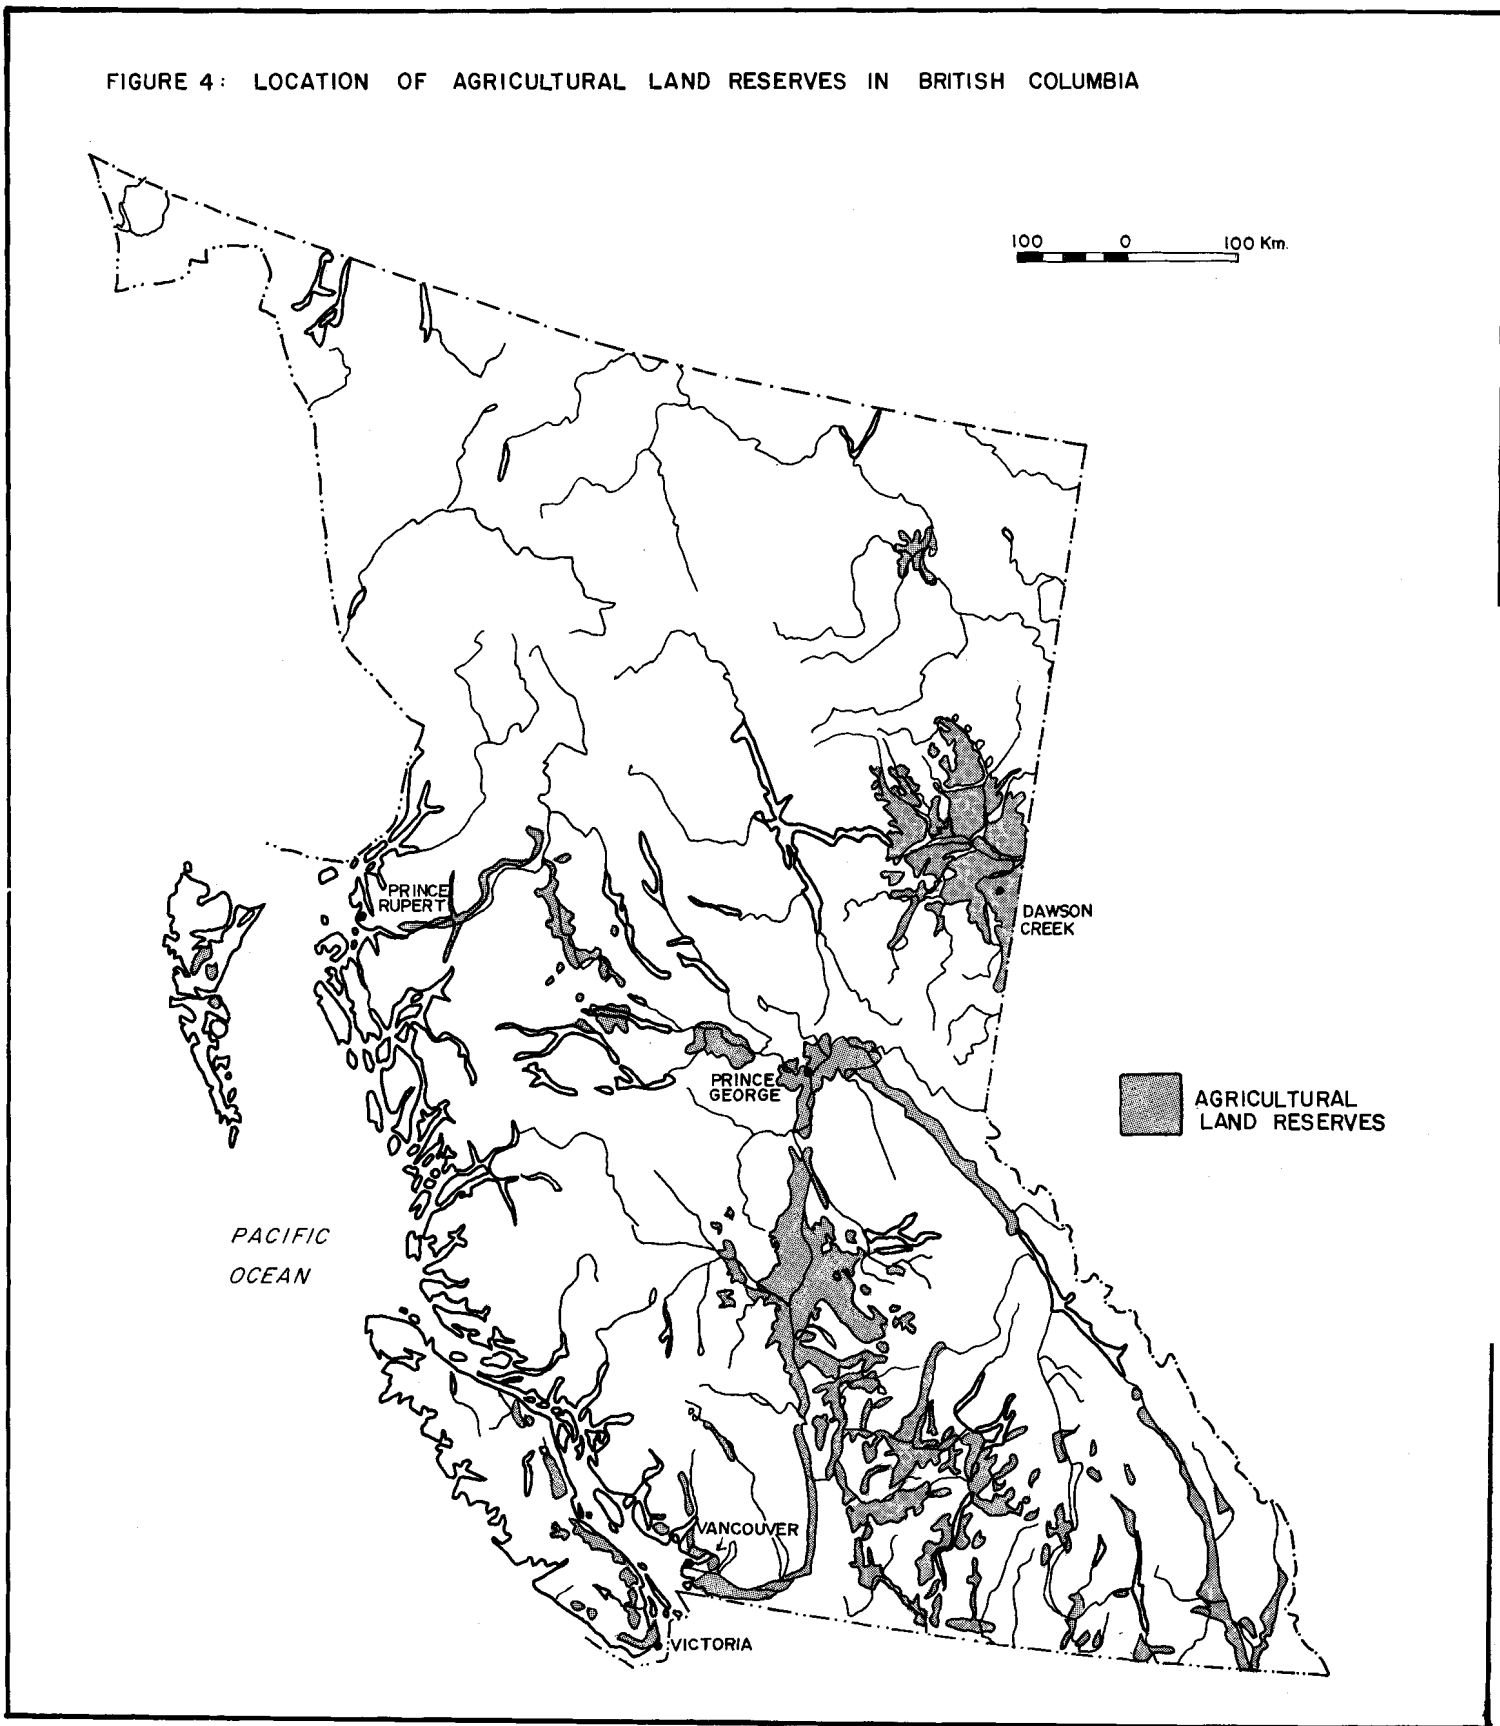 FIGURE 4: LOCATION OF AGRICULTURAL LAND RESERVES IN BRITISH COLUMBIA
100 0 100 Km.
PRINCE
RUPERT
DAWSON
CREEK
PRINCE
GEORGE
AGRICULTURAL
LAND RESERVES
PACIFIC
OCEAN
VANCOUVER
VICTORIA